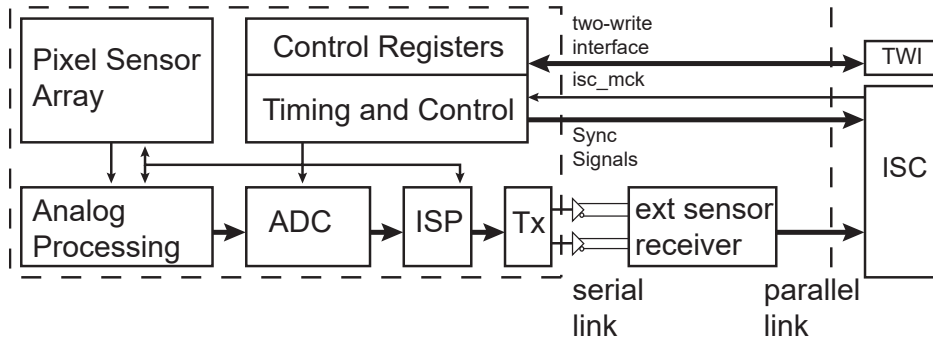 Pixel Sensor
Array
Control Registers
Timing and Control
two-write
interface
isc_mck
Sync
Signals
TWI
ISC
Analog
Processing
ADC
ISP
Tx
ext sensor
receiver
serial
link
parallel
link